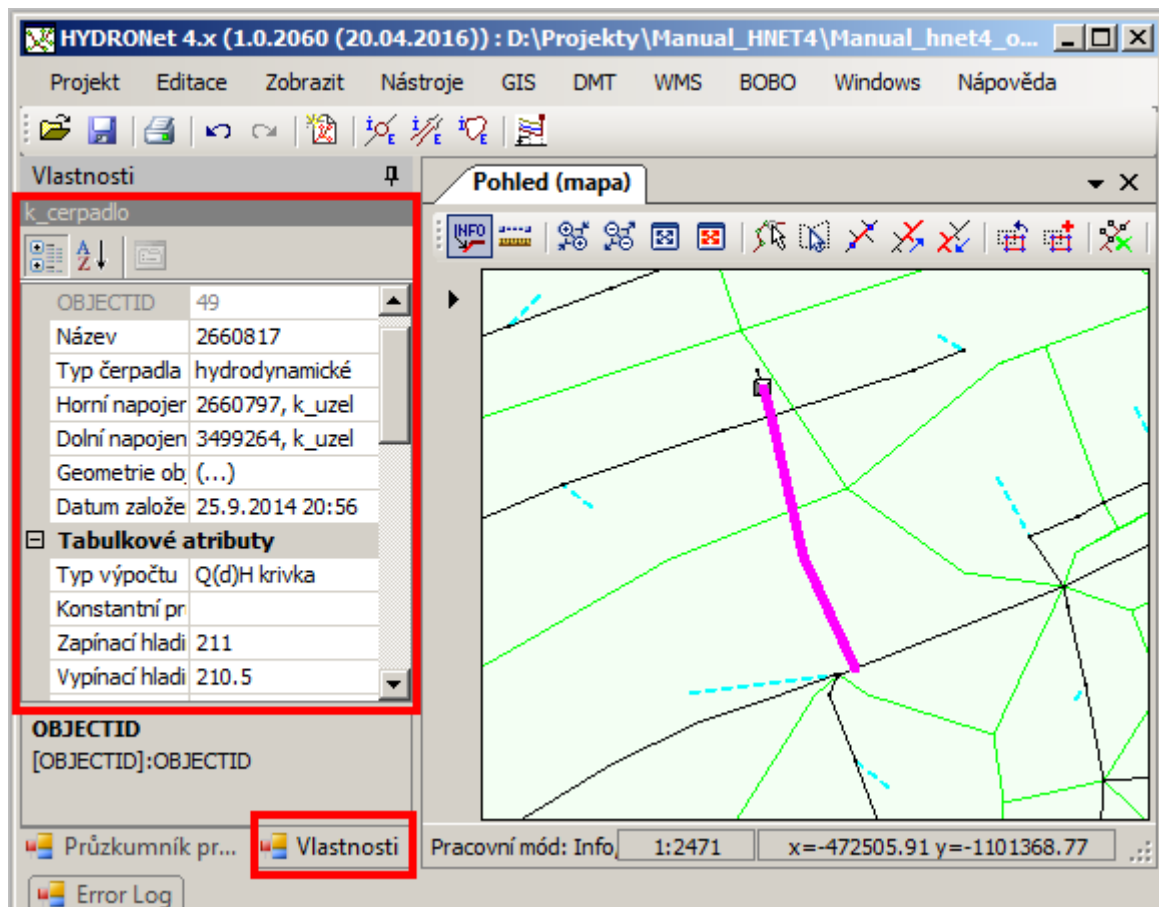 HYDRONet 4.x (1.0.2060 (20.04.2016)) : D:\Projekty\Manual_HNET4\Manual_hnet4_o...
Projekt Editace Zobrazit Nástroje GIS DMT WMS BOBO Windows Nápověda
Vlastnosti
k_cerpadlo
OBJECTID 49
Název 2660817
Typ čerpadla hydrodynamické
Horní napojer 2660797, k_uzel
Dolní napojen 3499264, k_uzel
Geometrie ob (...)
Datum založe 25.9.2014 20:56
Tabulkové atributy
Typ výpočtu Q(d)H krivka
Konstantní pr
Zapínací hladi 211
Vypínací hladi 210.5
OBJECTID
[OBJECTID]:OBJECTID
Průzkumník pr... Vlastnosti
Error Log
Pohled (mapa)
INFO
Pracovní mód: Info, 1:2471 x=-472505.91 y=-1101368.77